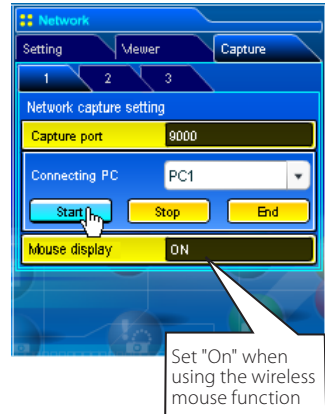 Network
Setting Viewer Capture
1 2 3
Network capture setting
Capture port 9000
Connecting PC PC1
Start Stop End
Mouse display ON
Set "On" when
using the wireless
mouse function